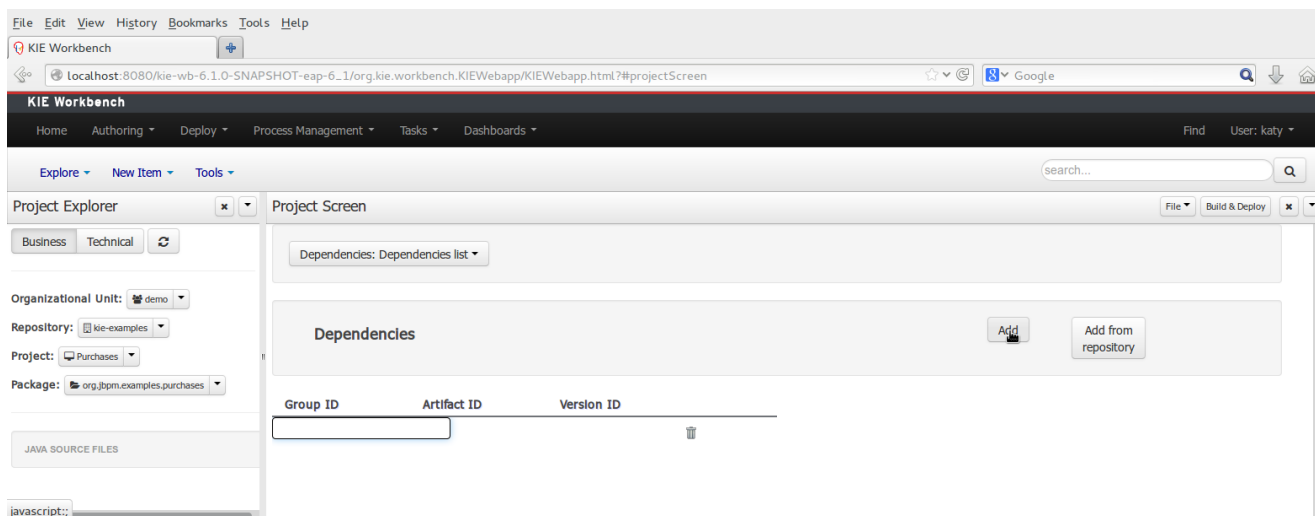 File Edit View History Bookmarks Tools Help
KIE Workbench
localhost:8080/kie-wb-6.1.0-SNAPSHOT-eap-6_1/org.kie.workbench.KIEWebapp/KIEWebapp.html?#projectScreen
Google
KIE Workbench
Home Authoring Deploy Process Management Tasks Dashboards Find User: katy
Explore New Item Tools search...
Project Explorer Project Screen File Build & Deploy
Business Technical
Dependencies: Dependencies list
Organizational Unit: demo
Repository: kie-examples
Project: Purchases
Package: org.jbpm.examples.purchases
Dependencies Add Add from
repository
Group ID Artifact ID Version ID
JAVA SOURCE FILES
javascript:;